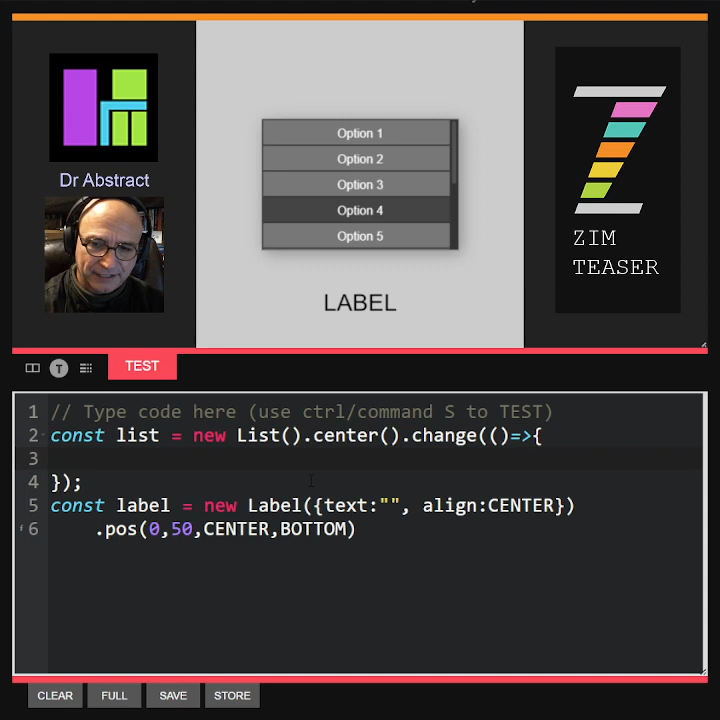 Dr Abstract
Option 1
Option 2
Option 3
Option 4
Option 5
LABEL
ZIM
TEASER
T
TEST
1 // Type code here (use ctrl/command S to TEST)
2 const list = new List().center().change(()=>{
3
4 });
5 const label = new Label({text:"", align:CENTER})
6 .pos(0,50,CENTER,BOTTOM)
CLEAR
FULL
SAVE
STORE